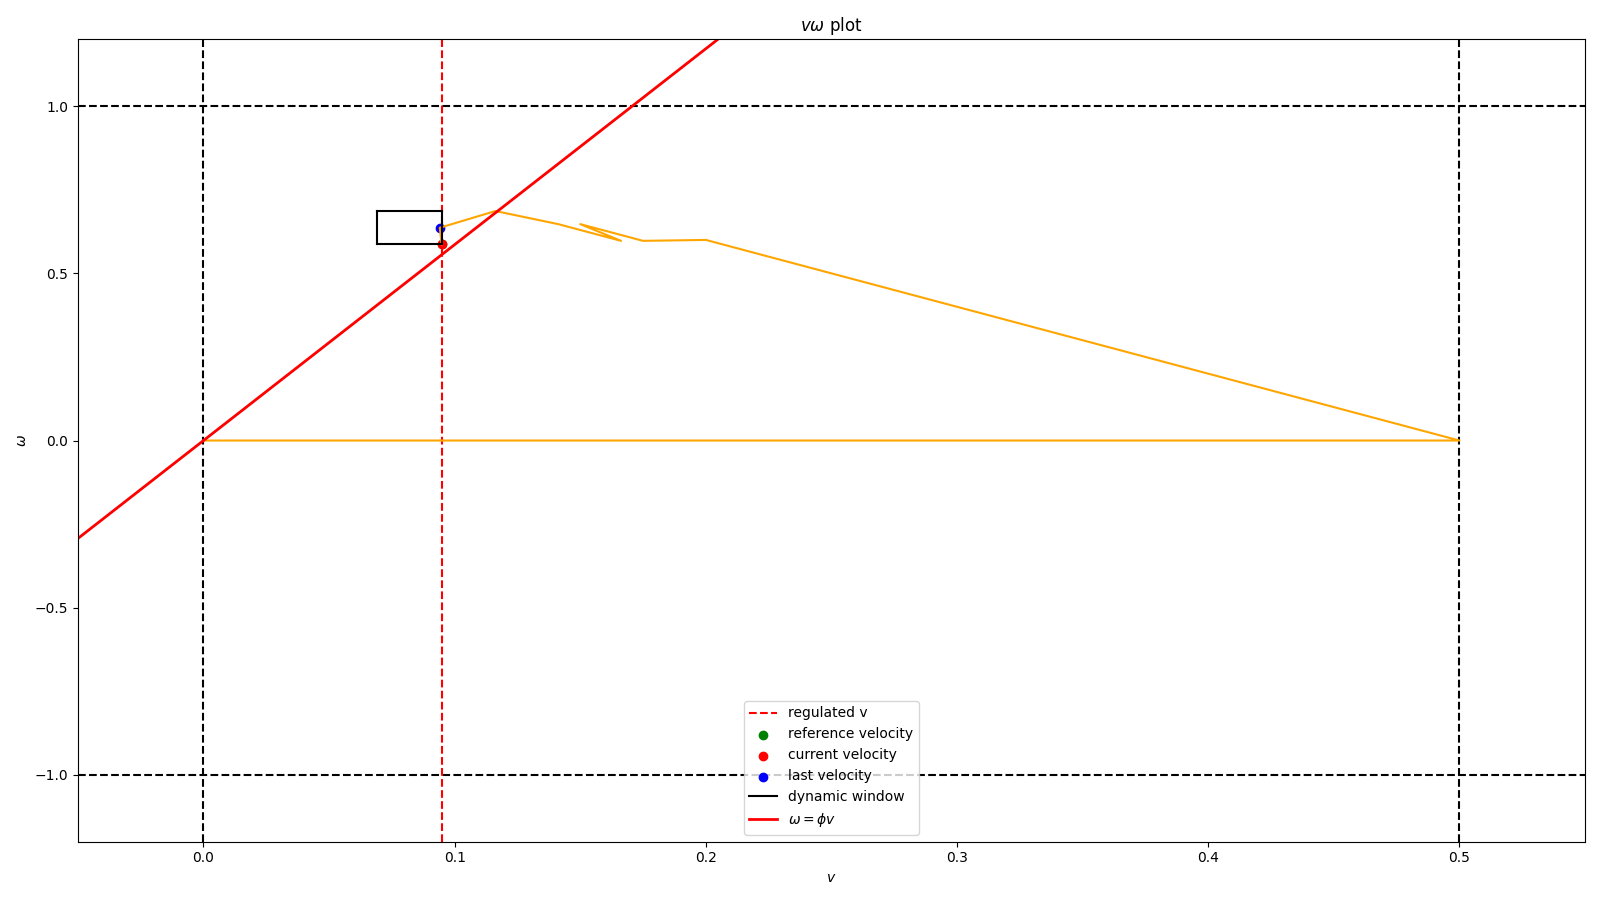 vω plot
1.0
0.5
0.0
−0.5
−1.0
ω
0.0 0.1 0.2 0.3 0.4 0.5
v
regulated v
reference velocity
current velocity
last velocity
dynamic window
ω = ϕv